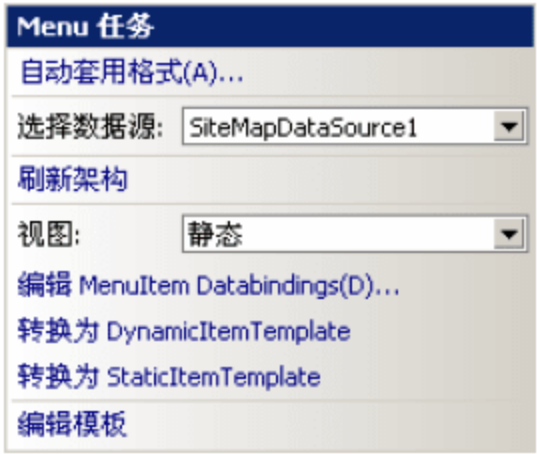 Menu 任务
自动套用格式(A)...
选择数据源: SiteMapDataSource1
刷新架构
视图: 静态
编辑 MenuItem Databindings(D)...
转换为 DynamicItemTemplate
转换为 StaticItemTemplate
编辑模板